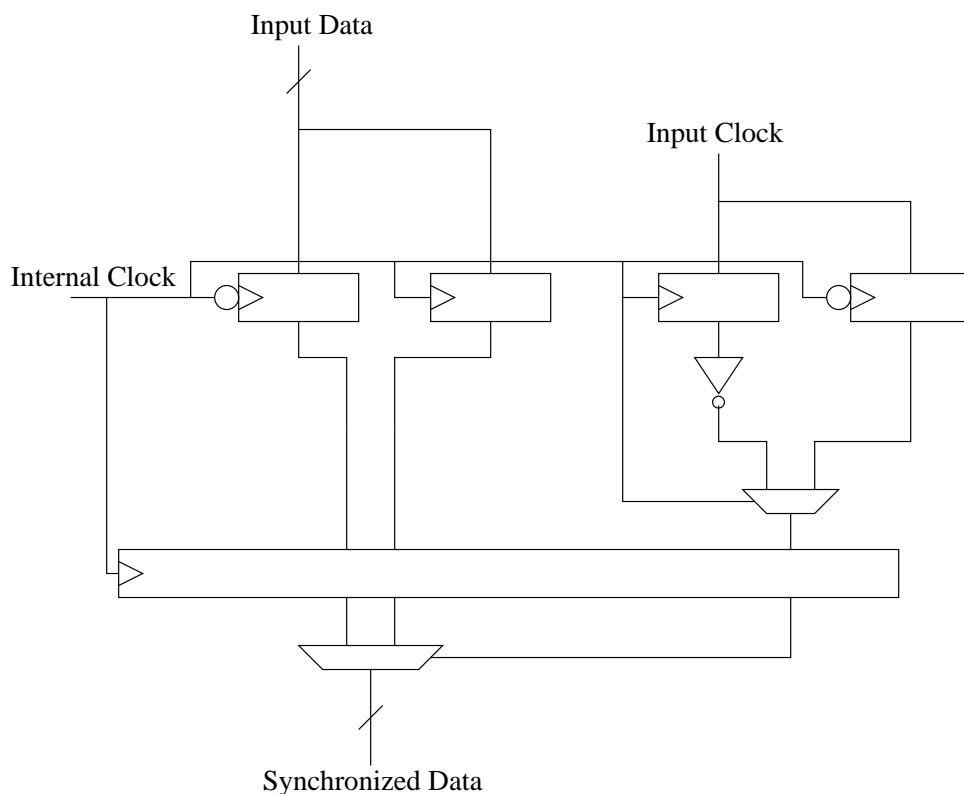 Input Data
Input Clock
Internal Clock
Synchronized Data